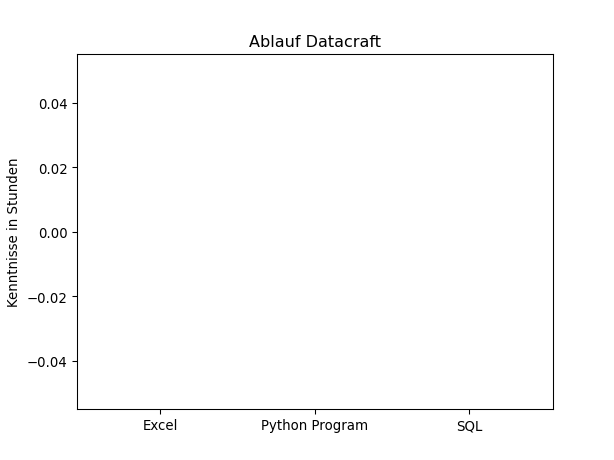 Ablauf Datacraft
Kenntnisse in Stunden
0.04
0.02
0.00
−0.02
−0.04
Excel Python Program SQL